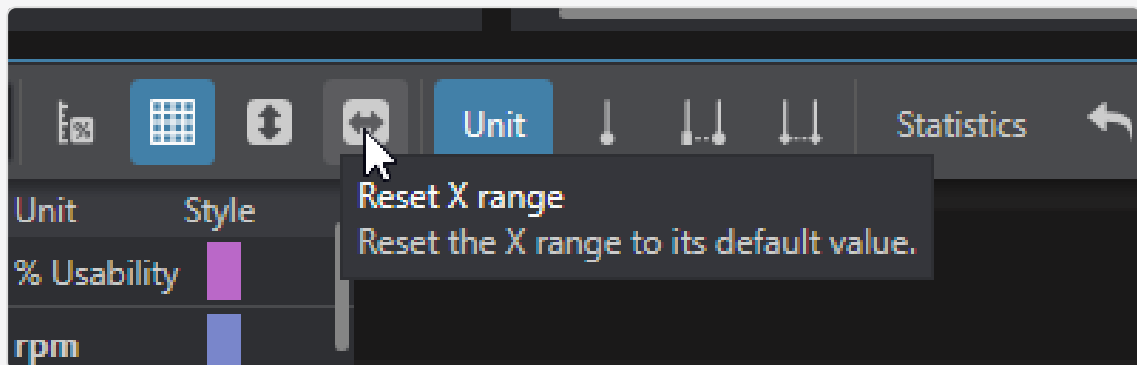 %
Unit
Statistics
Reset X range
Reset the X range to its default value.
Unit Style
% Usability
rpm